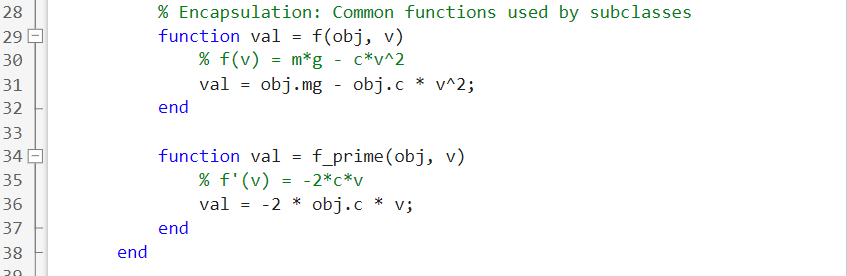 28 % Encapsulation: Common functions used by subclasses
29 function val = f(obj, v)
30 % f(v) = m*g - c*v^2
31 val = obj.mg - obj.c * v^2;
32 end
33
34 function val = f_prime(obj, v)
35 % f'(v) = -2*c*v
36 val = -2 * obj.c * v;
37 end
38 end